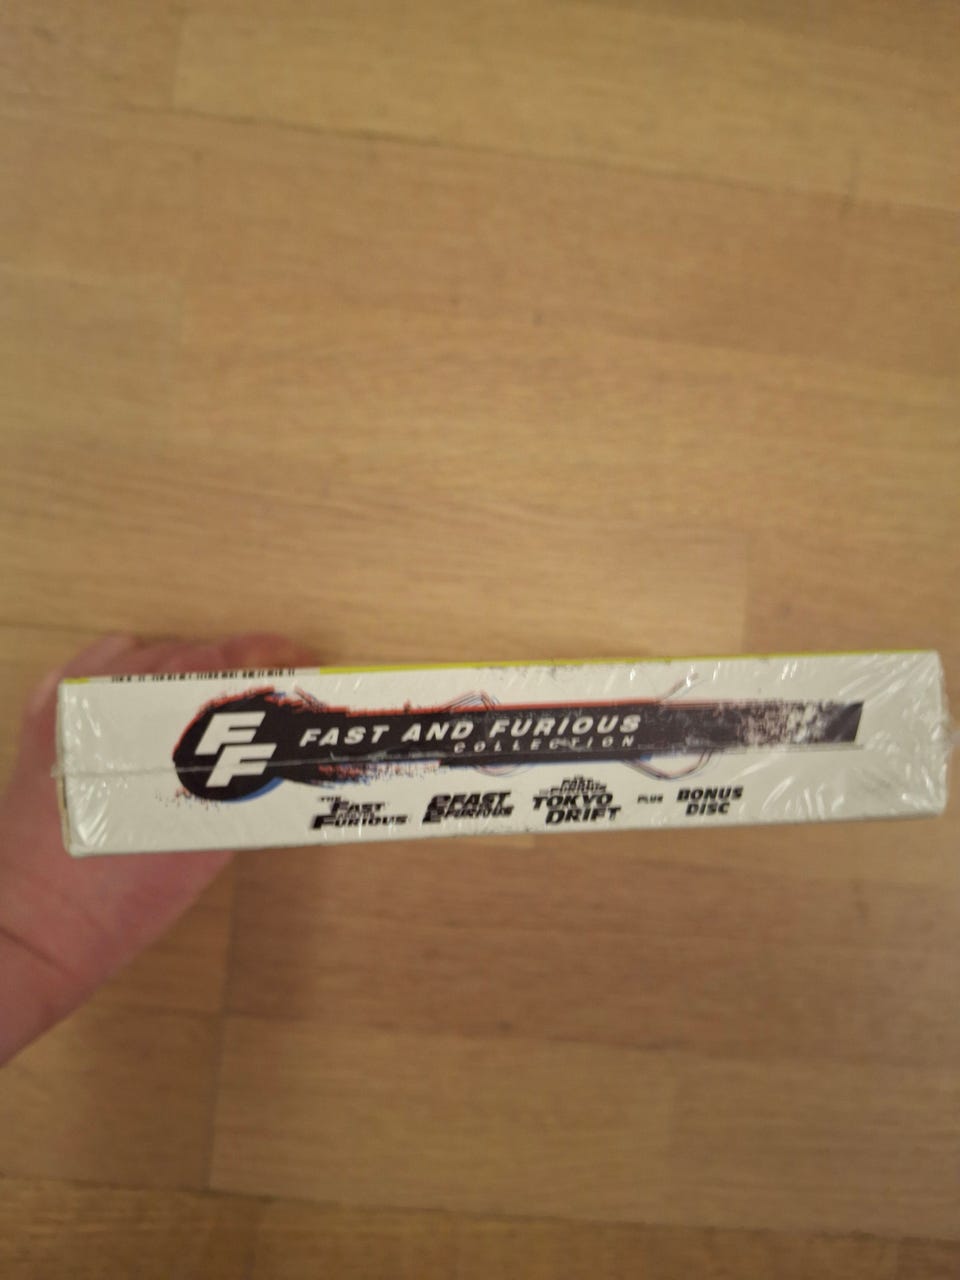 FF
FAST AND FURIOUS
COLLECTION
THE
FAST
AND THE
FURIOUS
2 FAST
2 FURIOUS
THE
FAST
AND THE
FURIOUS
TOKYO
DRIFT
PLUS
BONUS
DISC